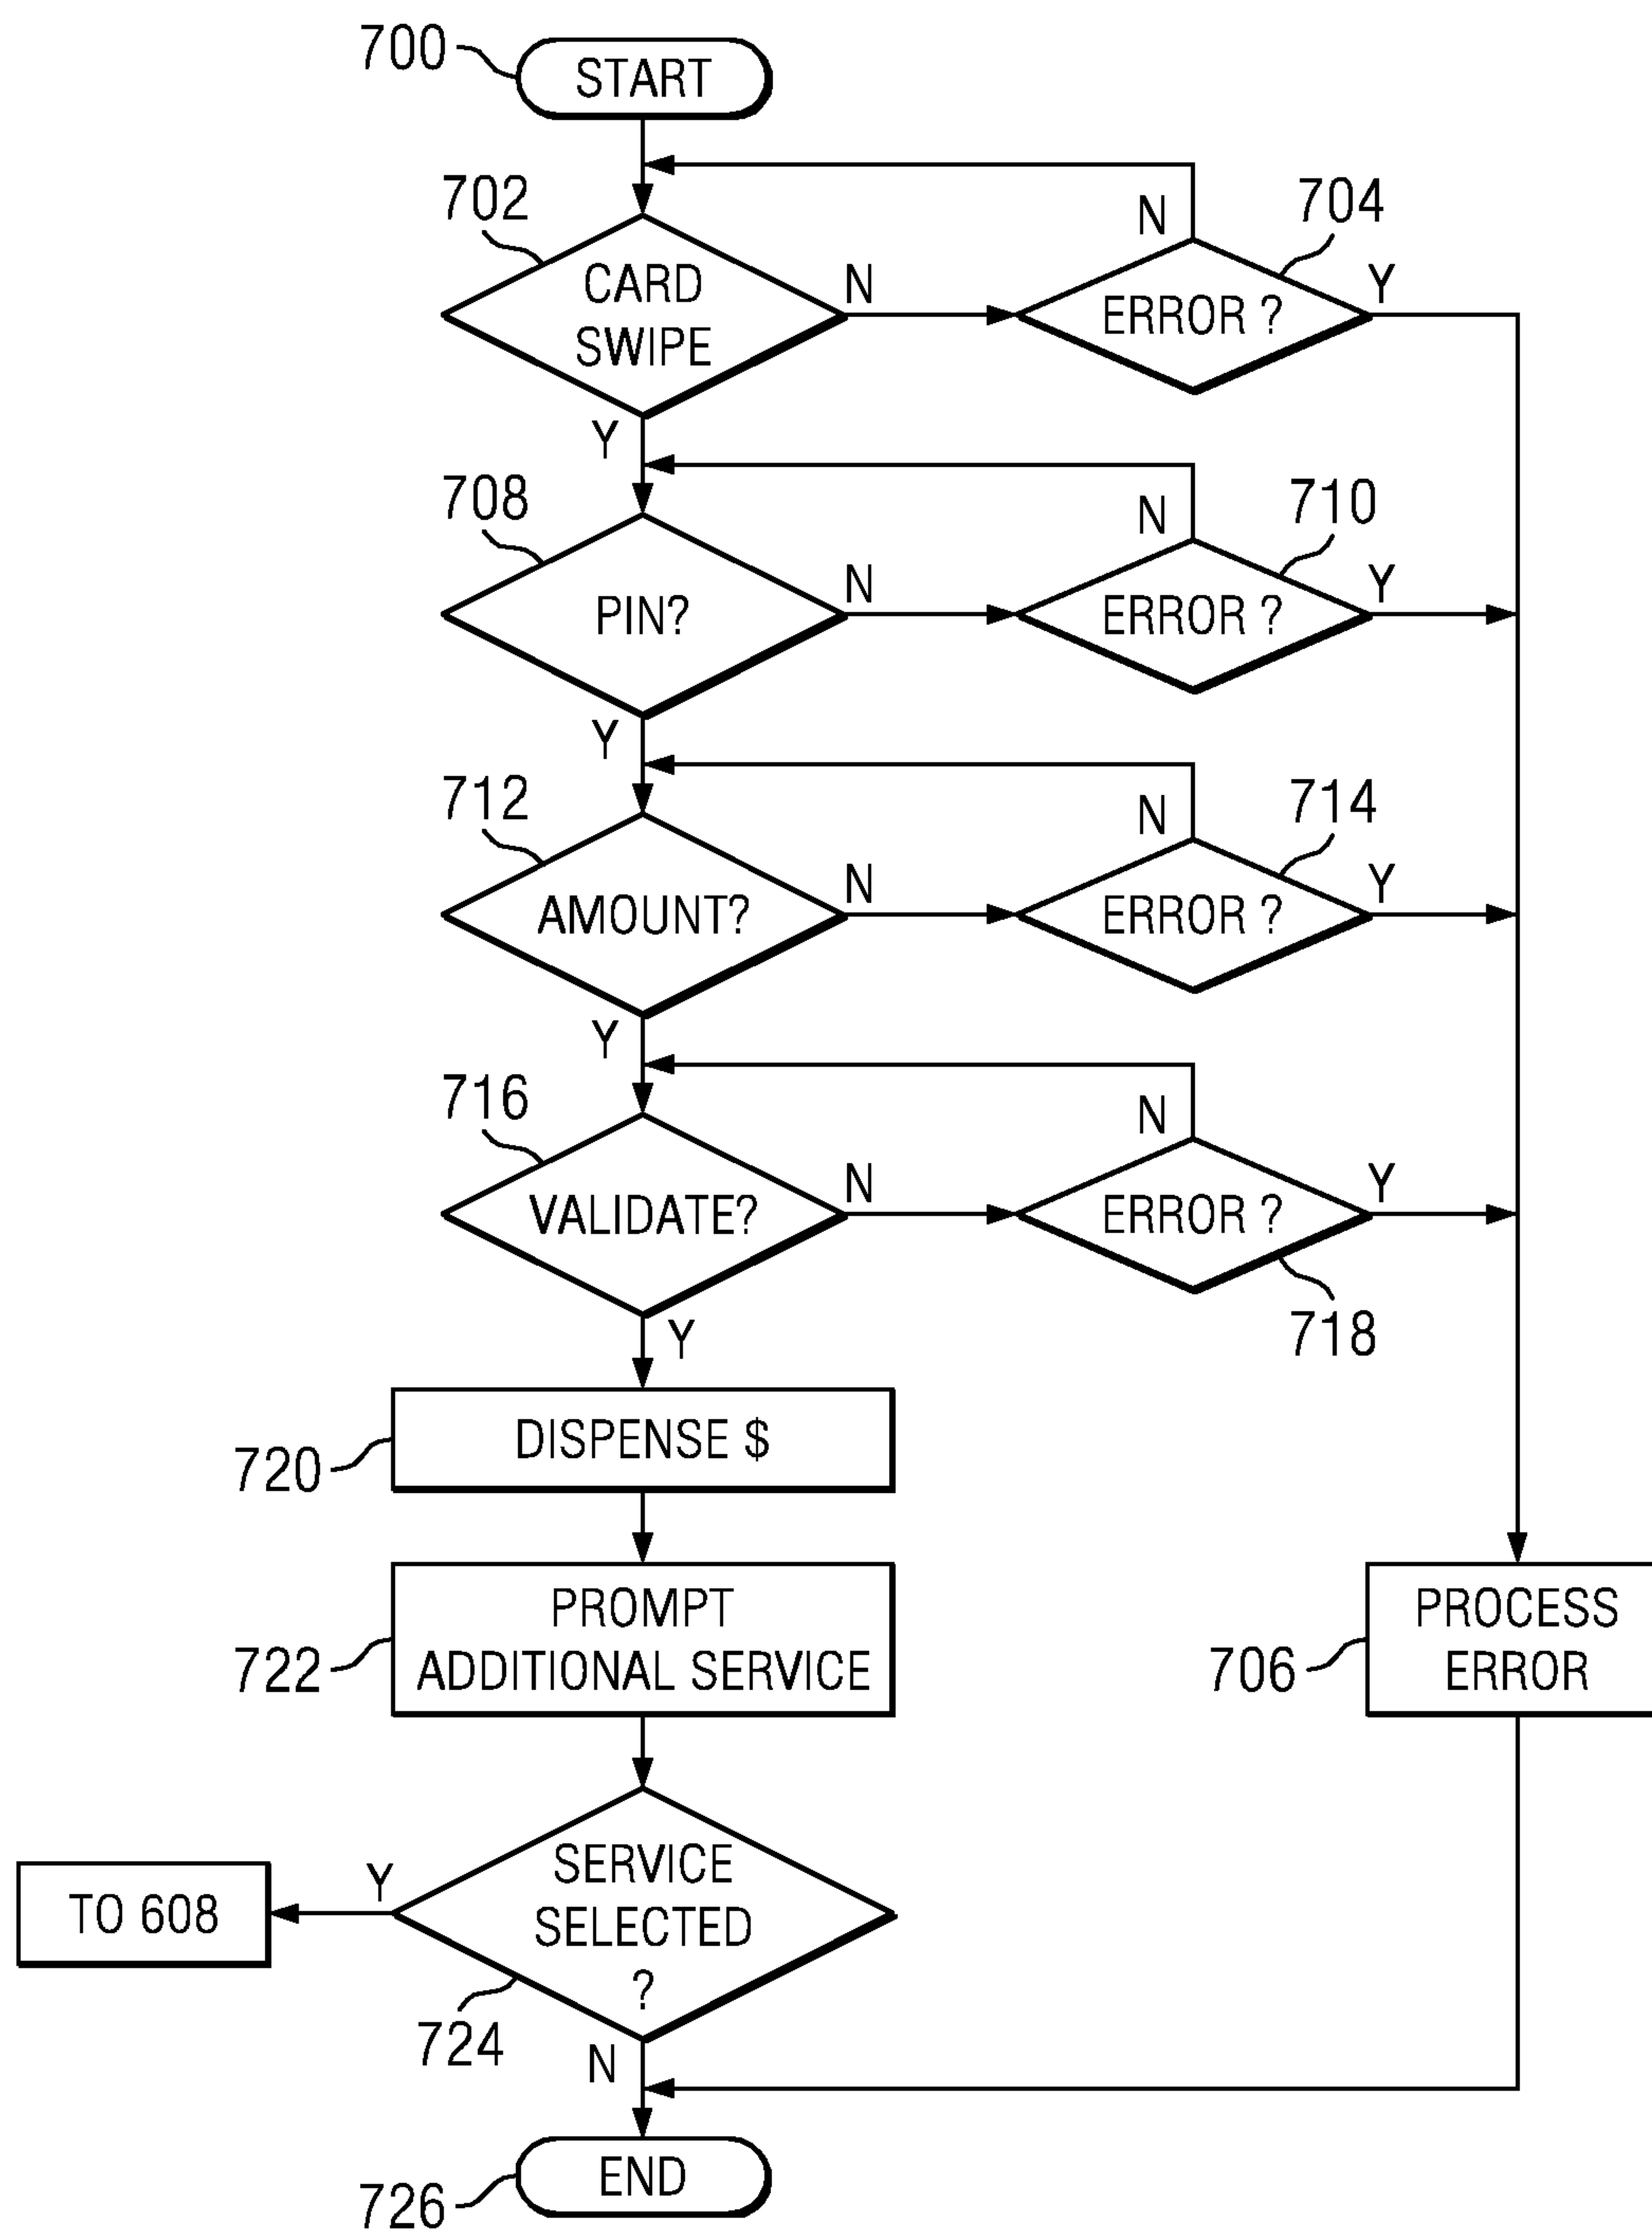 700
START
702
CARD
SWIPE
N
N
704
ERROR ?
Y
Y
708
PIN?
N
N
710
ERROR ?
Y
Y
712
AMOUNT?
N
N
714
ERROR ?
Y
Y
716
VALIDATE?
N
N
ERROR ?
Y
718
Y
720
DISPENSE $
722
PROMPT
ADDITIONAL SERVICE
706
PROCESS
ERROR
TO 608
Y
SERVICE
SELECTED
?
724
N
726
END